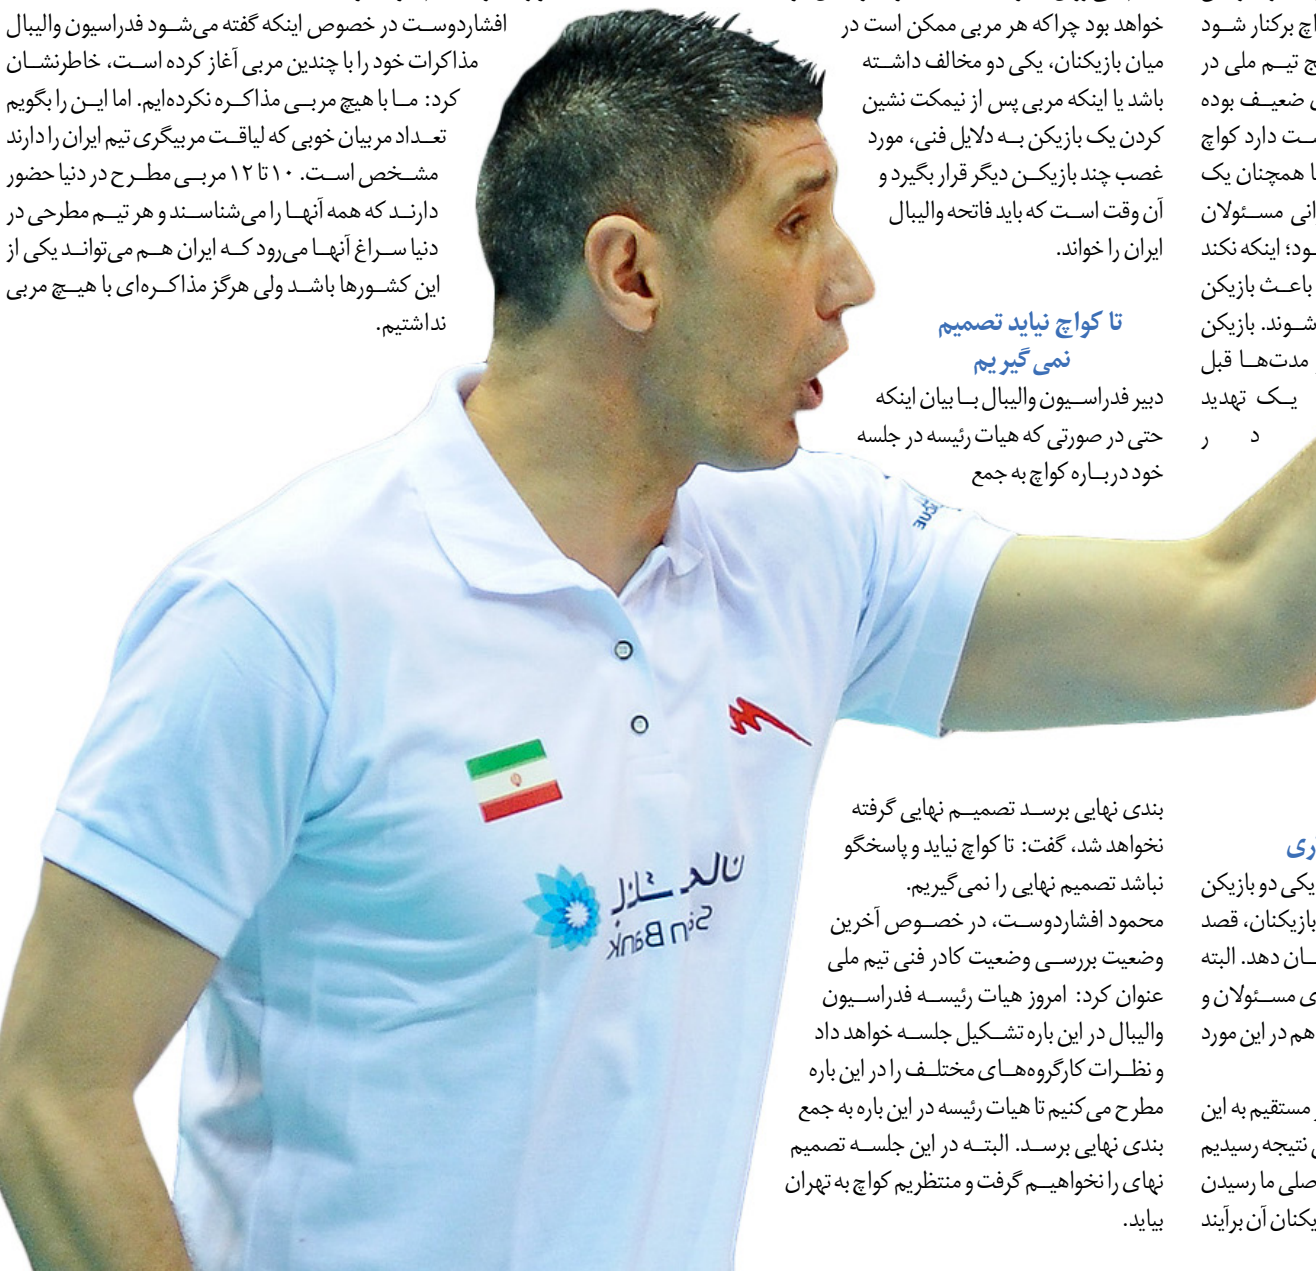 اچ برکنار شود
ج تیم ملی در
ضعیف بوده
ست دارد کواچ
ا همچنان یک
انی مسئولان
ود؛ اینکه نکند
باعث بازیکن
شوند. بازیکن
مدت‌ها قبل
یک تهدید
د ر
ری
یکی دو بازیکن
بازیکنان، قصد
ان دهد. البته
ی مسئولان و
هم در این مورد
ر مستقیم به این
نتیجه رسیدیم
صلی ما رسیدن
یکنان آن برآیند
خواهد بود چراکه هر مربی ممکن است در
میان بازیکنان، یکی دو مخالف داشته
باشد یا اینکه مربی پس از نیمکت نشین
کردن یک بازیکن به دلایل فنی، مورد
غصب چند بازیکن دیگر قرار بگیرد و
آن وقت است که باید فاتحه والیبال
ایران را خواند.
تا کواچ نیاید تصمیم
نمی گیریم
دبیر فدراسیون والیبال با بیان اینکه
حتی در صورتی که هیات رئیسه در جلسه
خود درباره کواچ به جمع
بندی نهایی برسد تصمیم نهایی گرفته
نخواهد شد، گفت: تا کواچ نیاید و پاسخگو
نباشد تصمیم نهایی را نمی گیریم.
محمود افشاردوست، در خصوص آخرین
وضعیت بررسی وضعیت کادر فنی تیم ملی
عنوان کرد: امروز هیات رئیسه فدراسیون
والیبال در این باره تشکیل جلسه خواهد داد
و نظرات کارگروه‌های مختلف را در این باره
مطرح می کنیم تا هیات رئیسه در این باره به جمع
بندی نهایی برسد. البته در این جلسه تصمیم
نهای را نخواهیم گرفت و منتظریم کواچ به تهران
بیاید.
افشاردوست در خصوص اینکه گفته می‌شود فدراسیون والیبال
مذاکرات خود را با چندین مربی آغاز کرده است، خاطرنشان
کرد: ما با هیچ مربی مذاکره نکرده‌ایم. اما این را بگویم
تعداد مربیان خوبی که لیاقت مربیگری تیم ایران را دارند
مشخص است. ۱۰ تا ۱۲ مربی مطرح در دنیا حضور
دارند که همه آنها را می‌شناسند و هر تیم مطرحی در
دنیا سراغ آنها می‌رود که ایران هم می‌تواند یکی از
این کشورها باشد ولی هرگز مذاکره‌ای با هیچ مربی
نداشتیم.
Bank